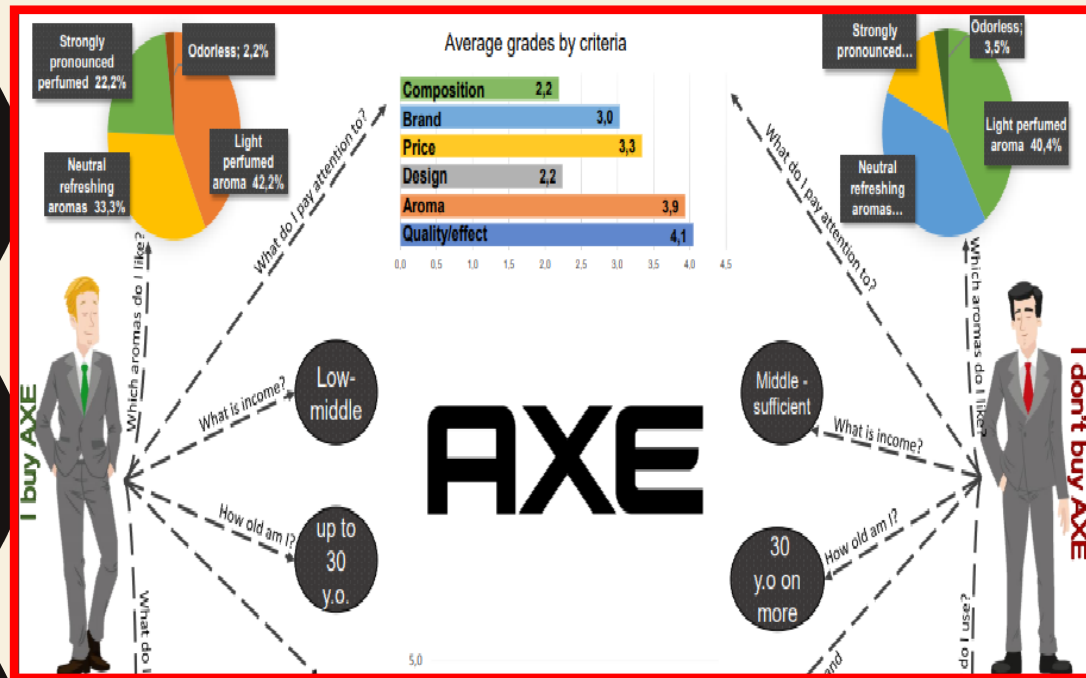 Strongly
pronounced
perfumed 22,2%
Odorless; 2,2%
Light
perfumed
aroma 42,2%
Neutral
refreshing
aromas 33,3%
Average grades by criteria
Composition 2,2
Brand 3,0
Price 3,3
Design 2,2
Aroma 3,9
Quality/effect 4,1
0,0 0,5 1,0 1,5 2,0 2,5 3,0 3,5 4,0 4,5
Strongly
pronounced...
Odorless;
3,5%
Light perfumed
aroma 40,4%
Neutral
refreshing
aromas...
What do I pay attention to?
What do I pay attention to?
Which aromas do I like?
Which aromas do I like?
I buy AXE
I don't buy AXE
What is income?
Low-
middle
AXE
Middle -
sufficient
What is income?
How old am I?
up to
30
y.o.
30
y.o on
more
How old am I?
What do I
5,0
and
do I use?